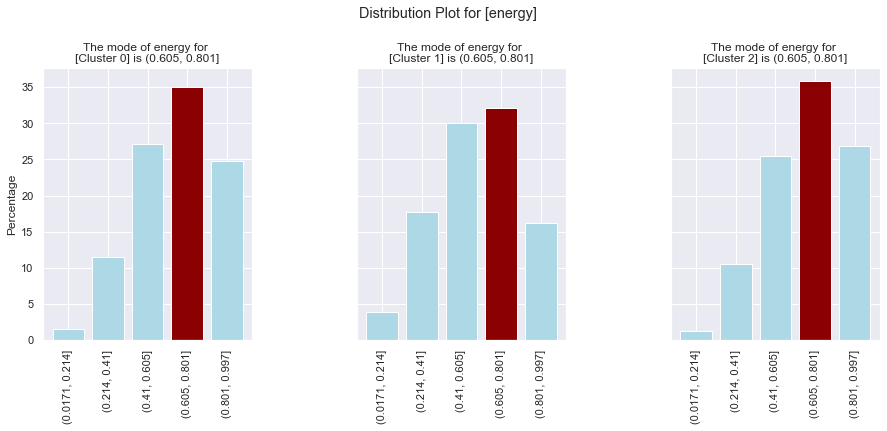 Distribution Plot for [energy]
The mode of energy for
[Cluster 0] is (0.605, 0.801]
The mode of energy for
[Cluster 1] is (0.605, 0.801]
The mode of energy for
[Cluster 2] is (0.605, 0.801]
Percentage
35
30
25
20
15
10
5
0
(0.0171, 0.214]
(0.214, 0.41]
(0.41, 0.605]
(0.605, 0.801]
(0.801, 0.997]
(0.0171, 0.214]
(0.214, 0.41]
(0.41, 0.605]
(0.605, 0.801]
(0.801, 0.997]
(0.0171, 0.214]
(0.214, 0.41]
(0.41, 0.605]
(0.605, 0.801]
(0.801, 0.997]